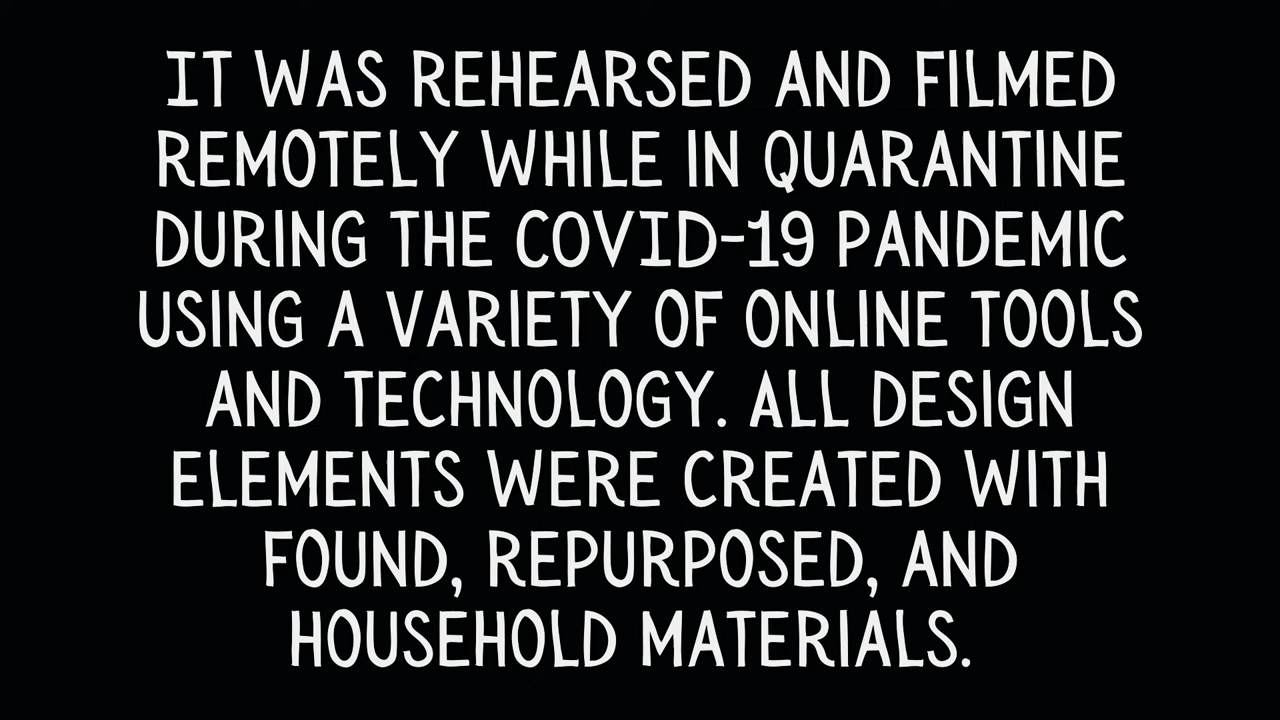 IT WAS REHEARSED AND FILMED
REMOTELY WHILE IN QUARANTINE
DURING THE COVID-19 PANDEMIC
USING A VARIETY OF ONLINE TOOLS
AND TECHNOLOGY. ALL DESIGN
ELEMENTS WERE CREATED WITH
FOUND, REPURPOSED, AND
HOUSEHOLD MATERIALS.